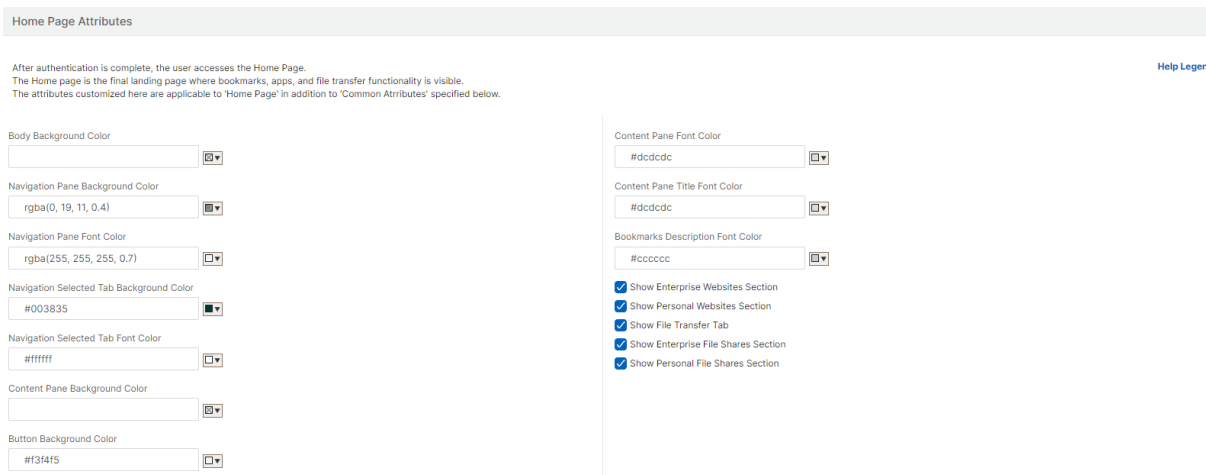 Home Page Attributes
After authentication is complete, the user accesses the Home Page.
The Home page is the final landing page where bookmarks, apps, and file transfer functionality is visible.
The attributes customized here are applicable to 'Home Page' in addition to 'Common Atrributes' specified below.
Help Legen
Body Background Color
Navigation Pane Background Color
rgba(0, 19, 11, 0.4)
Navigation Pane Font Color
rgba(255, 255, 255, 0.7)
Navigation Selected Tab Background Color
#003835
Navigation Selected Tab Font Color
#ffffff
Content Pane Background Color
Button Background Color
#f3f4f5
Content Pane Font Color
#dcdcdc
Content Pane Title Font Color
#dcdcdc
Bookmarks Description Font Color
#cccccc
Show Enterprise Websites Section
Show Personal Websites Section
Show File Transfer Tab
Show Enterprise File Shares Section
Show Personal File Shares Section